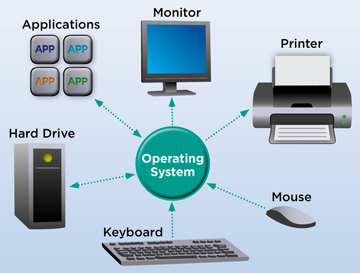 Monitor
Applications
APP APP
APP APP
Printer
Hard Drive
Operating
System
Mouse
Keyboard